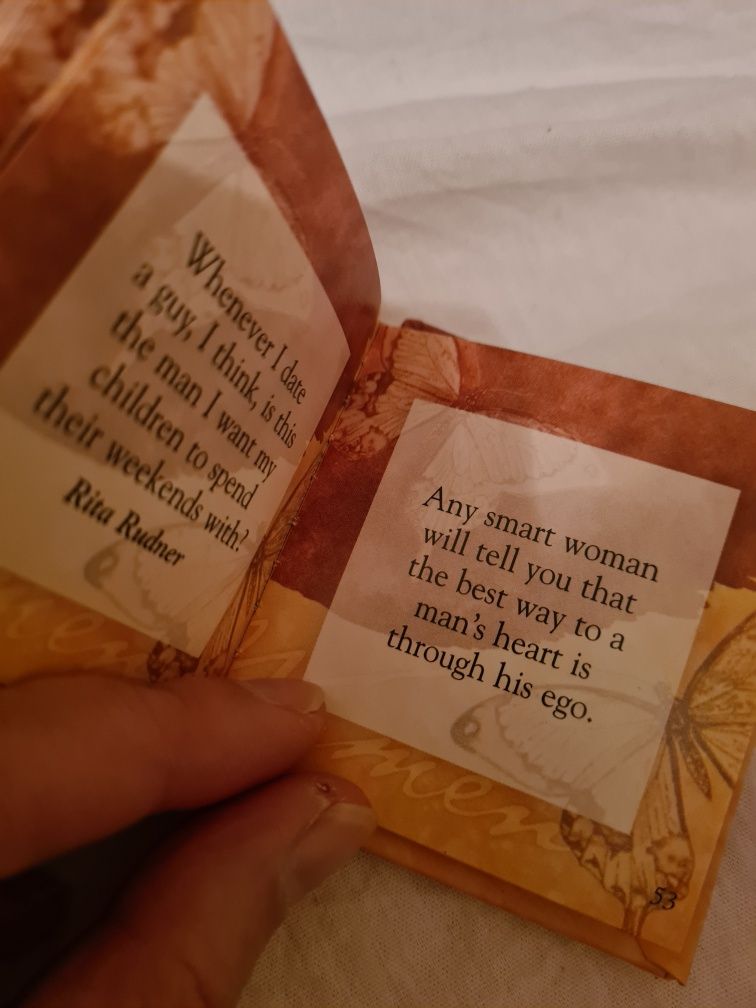 Whenever I date
a guy, I think, is this
the man I want my
children to spend
their weekends with?
Rita Rudner
Any smart woman
will tell you that
the best way to a
man's heart is
through his ego.
men
53